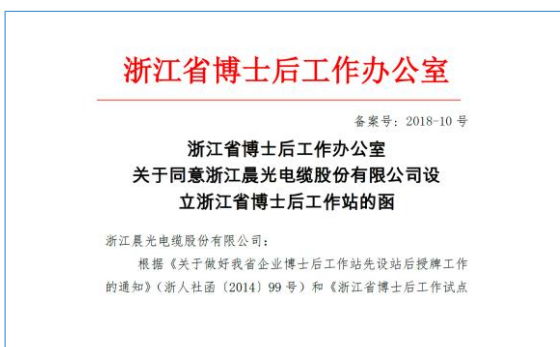 浙江省博士后工作办公室
备案号：2018-10 号
浙江省博士后工作办公室
关于同意浙江晨光电缆股份有限公司设
立浙江省博士后工作站的函
浙江晨光电缆股份有限公司：
根据《关于做好我省企业博士后工作站先设站后授牌工作
的通知》（浙人社函〔2014〕99 号）和《浙江省博士后工作试点